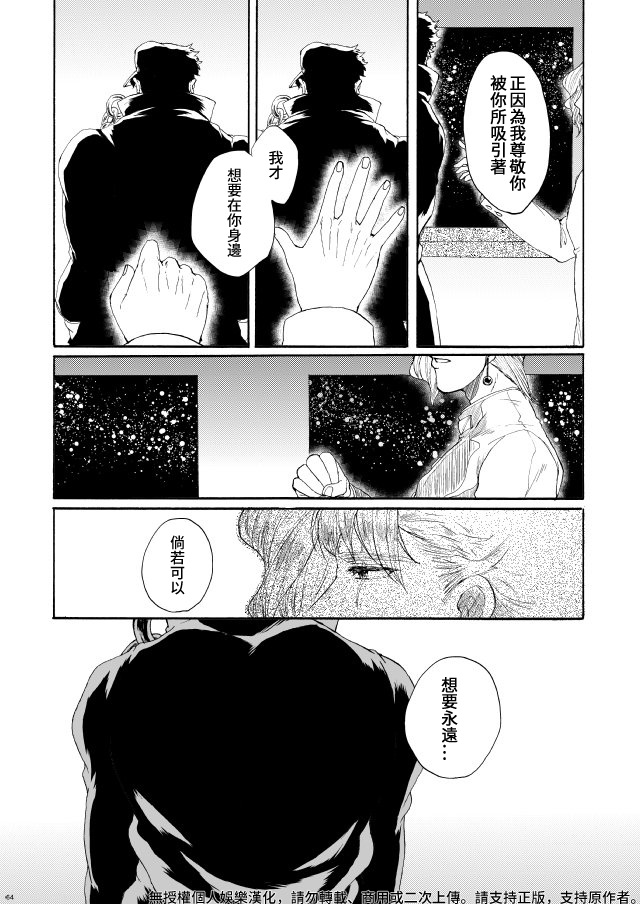 正因為我尊敬你
被你所吸引著
我才
想要在你身邊
倘若可以
想要永遠…
64
無授權個人娛樂漢化，請勿轉載、商用或二次上傳。請支持正版，支持原作者。